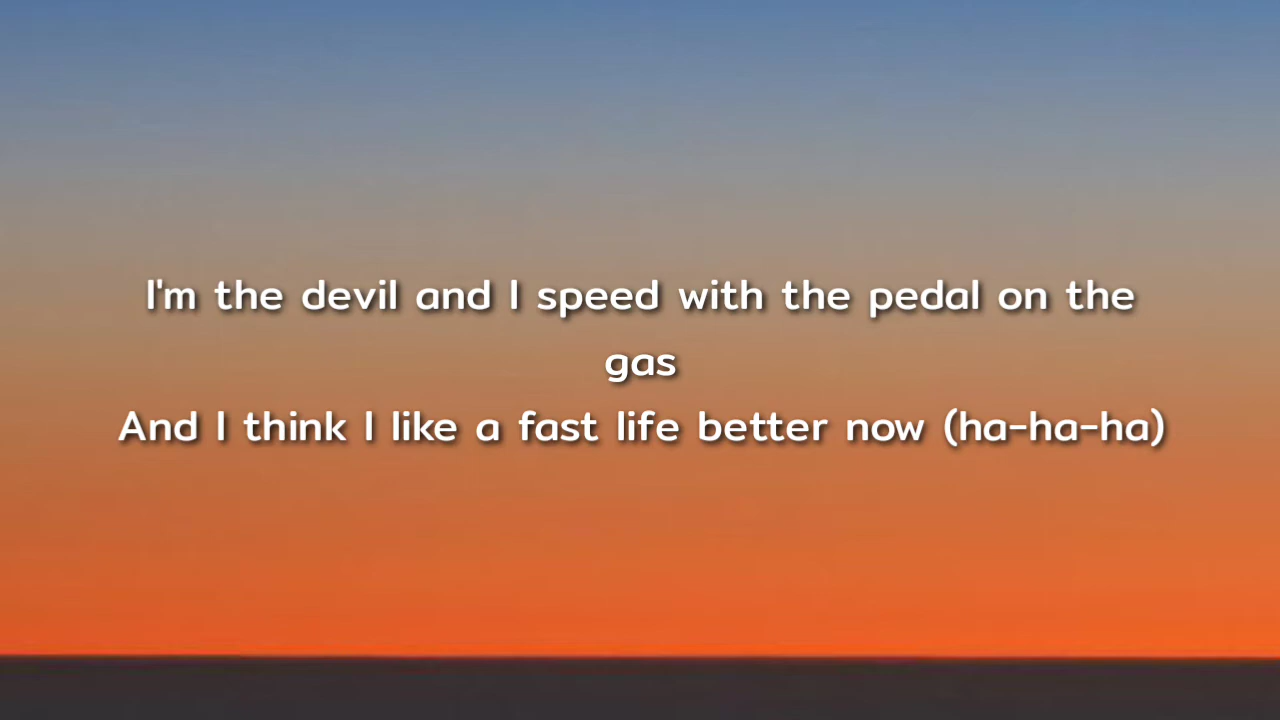 I'm the devil and I speed with the pedal on the
gas
And I think I like a fast life better now (ha-ha-ha)